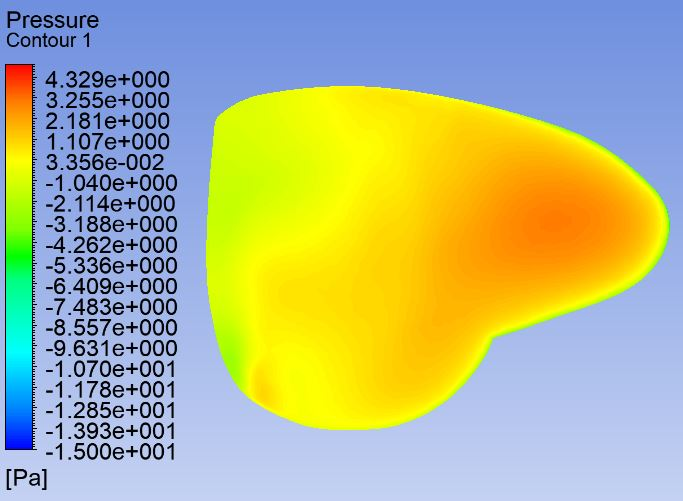 Pressure
Contour 1
4.329e+000
3.255e+000
2.181e+000
1.107e+000
3.356e-002
-1.040e+000
-2.114e+000
-3.188e+000
-4.262e+000
-5.336e+000
-6.409e+000
-7.483e+000
-8.557e+000
-9.631e+000
-1.070e+001
-1.178e+001
-1.285e+001
-1.393e+001
-1.500e+001
[Pa]